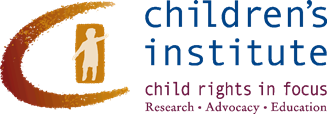 children's
institute
child rights in focus
Research • Advocacy • Education